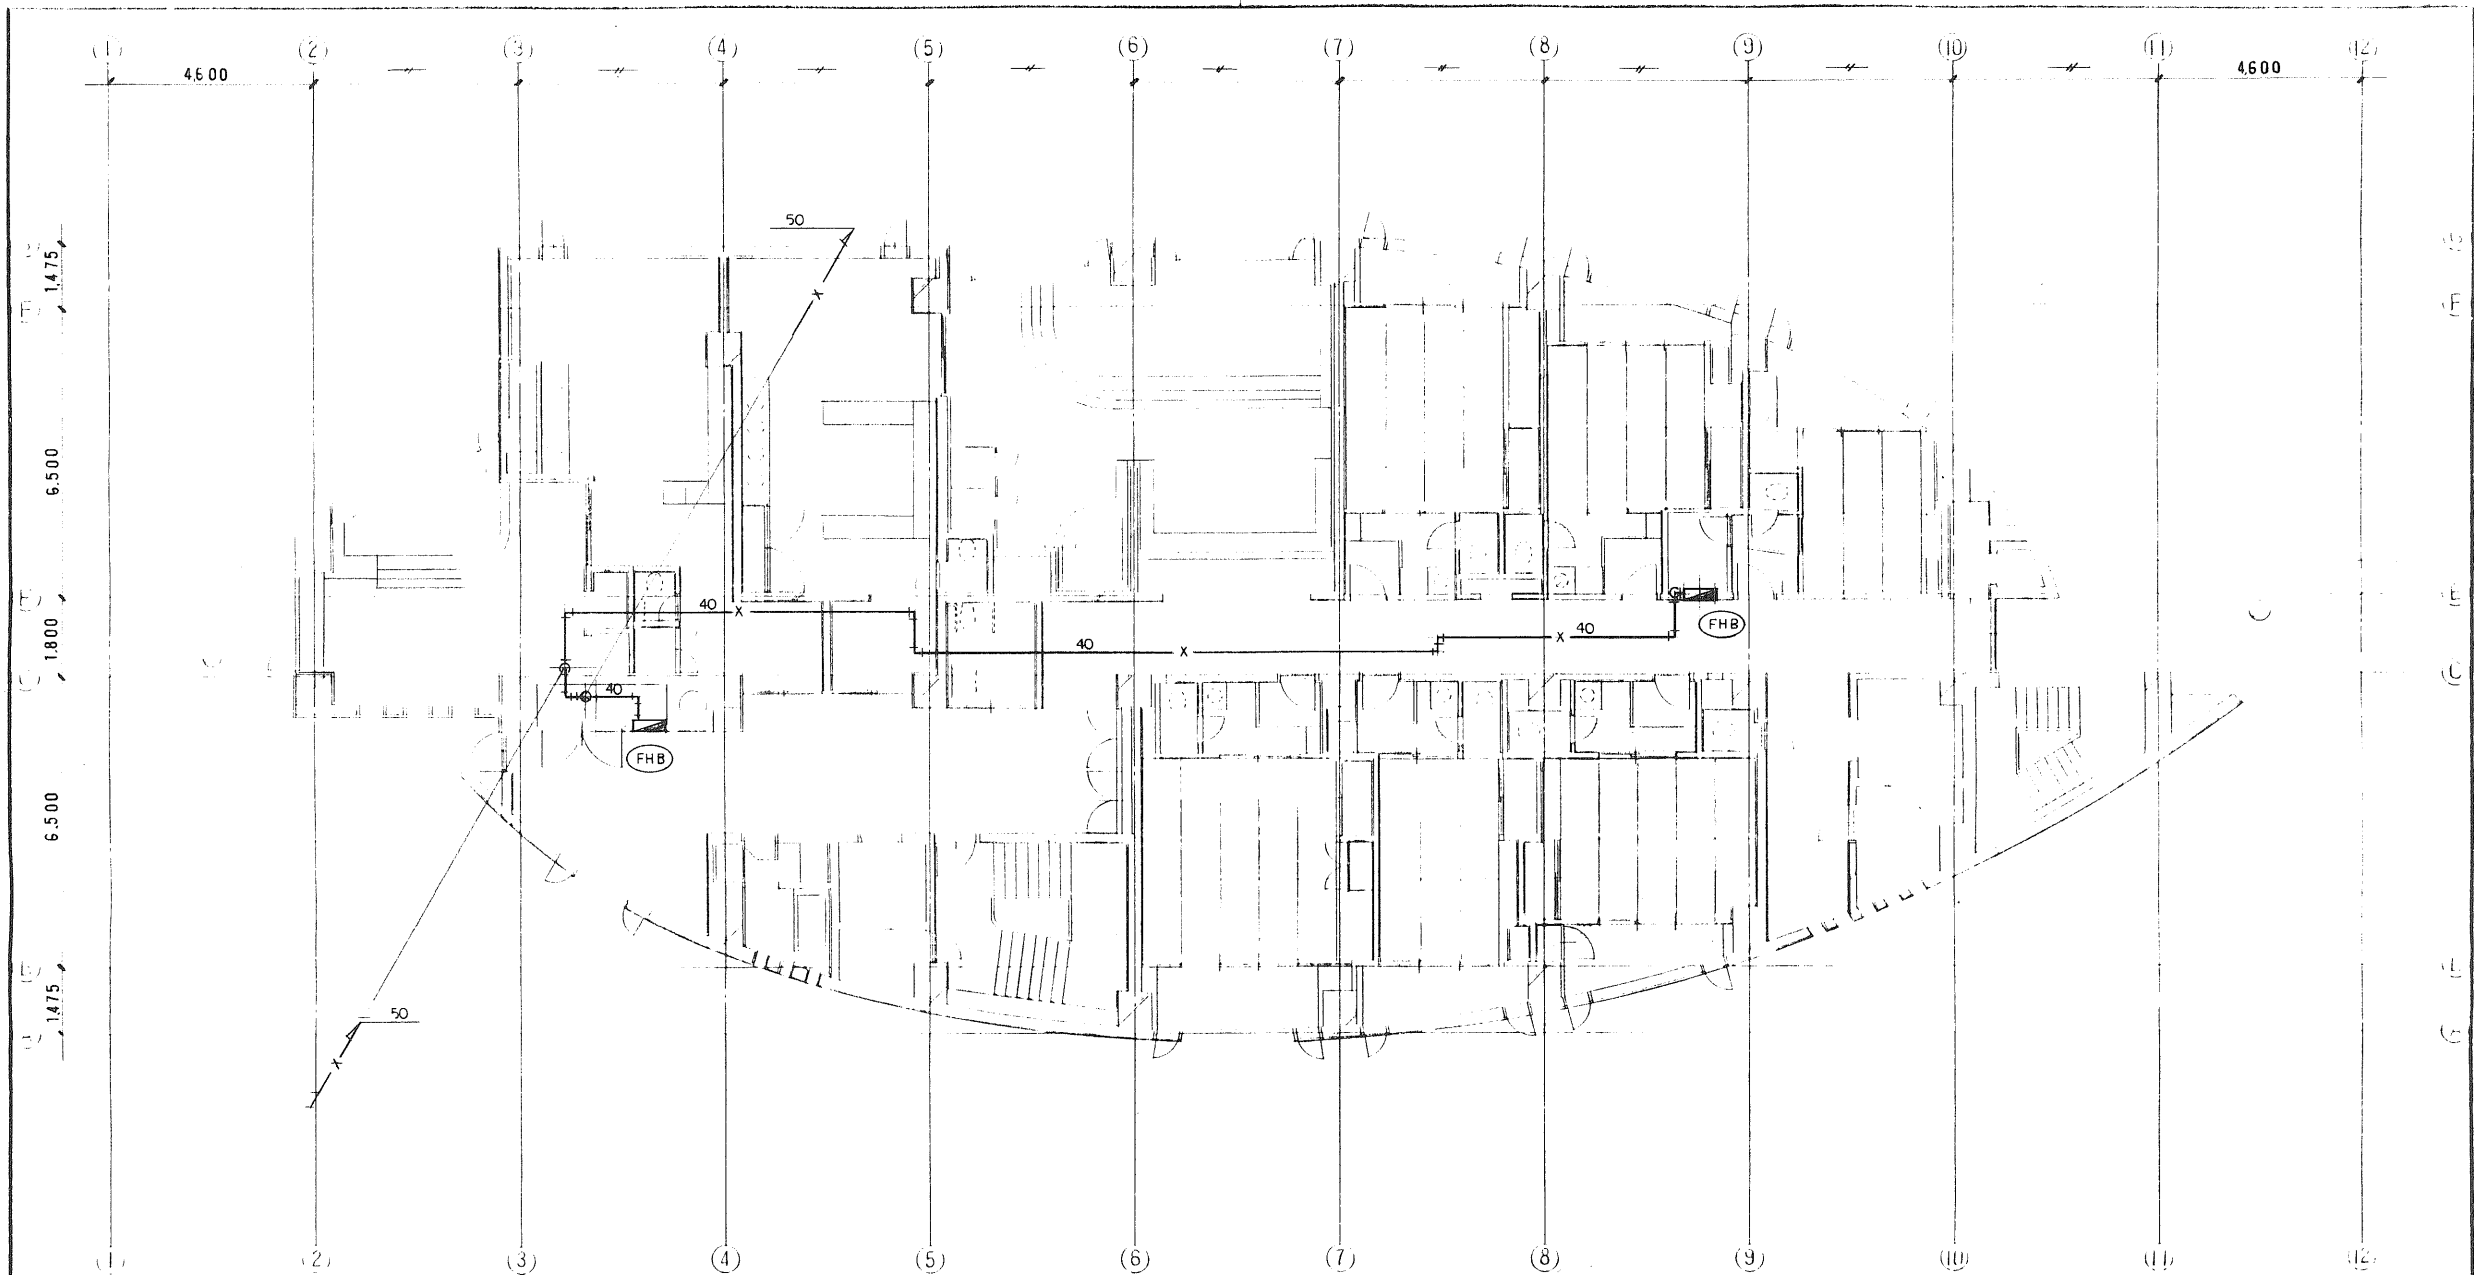 (1) (2) (3) (4) (5) (6) (7) (8) (9) (10) (11) (12)
4,600 4,600
50
1,475
(F) (F)
6.500
(E) (E)
40 X
40 X
40 X
FHB
1.800
(C) (C)
40
FHB
6.500
1,475
50
X
X
(1) (2) (3) (4) (5) (6) (7) (8) (9) (10) (11) (12)